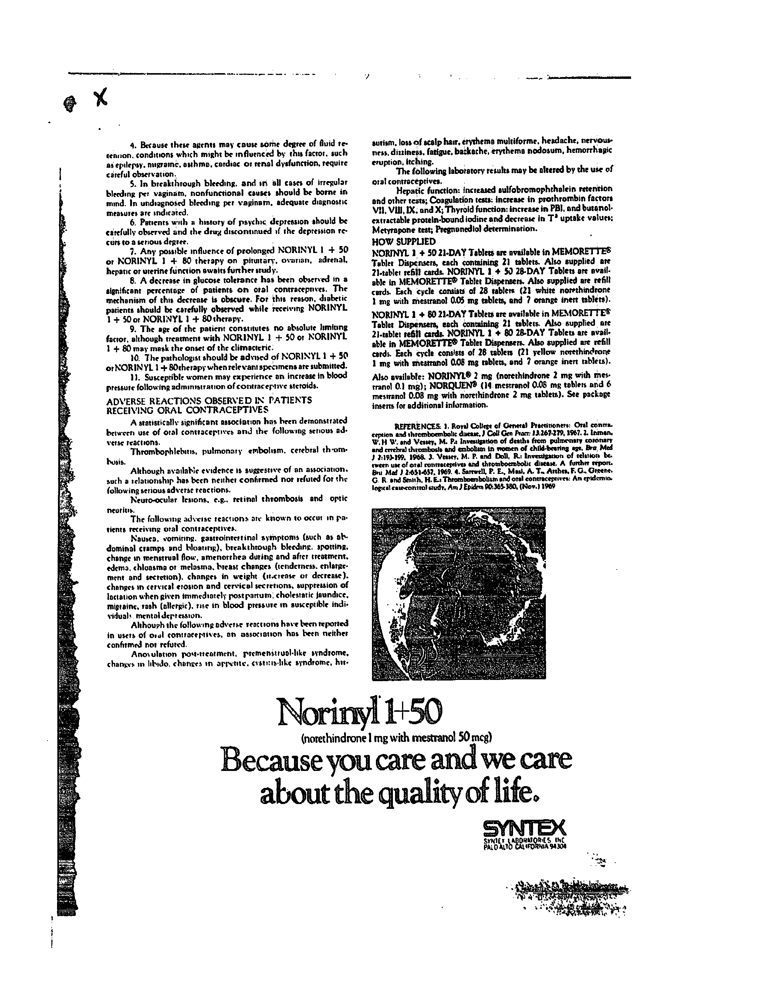 X
4. Because these agents may cause some degree of fluid re-
tention, conditions which might be influenced by this factor, such
as epilepsy, migraine, asthma, cardiac or renal dysfunction, require
careful observation.
5. In breakthrough bleeding, and in all cases of irregular
bleeding per vaginam, nonfunctional causes should be borne in
mind. In undiagnosed bleeding per vaginam, adequate diagnostic
measures are indicated.
6. Patients with a history of psychic depression should be
carefully observed and the drug discontinued if the depression re-
curs to a serious degree.
7. Any possible influence of prolonged NORINYL 1 + 50
or NORINYL 1 + 80 therapy on pituitary, ovarian, adrenal,
hepatic or uterine function awaits further study.
8. A decrease in glucose tolerance has been observed in a
significant percentage of patients on oral contraceptives. The
mechanism of this decrease is obscure. For this reason, diabetic
patients should be carefully observed while receiving NORINYL
1 + 50 or NORINYL 1 + 80 therapy.
9. The age of the patient constitutes no absolute limiting
factor, although treatment with NORINYL 1 + 50 or NORINYL
1 + 80 may mask the onset of the climacteric.
10. The pathologist should be advised of NORINYL 1 + 50
or NORINYL 1 + 80 therapy when relevant specimens are submitted.
11. Susceptible women may experience an increase in blood
pressure following administration of contraceptive steroids.
ADVERSE REACTIONS OBSERVED IN PATIENTS
RECEIVING ORAL CONTRACEPTIVES
A statistically significant association has been demonstrated
between use of oral contraceptives and the following serious ad-
verse reactions.
Thrombophlebitis, pulmonary embolism, cerebral throm-
bosis.
Although available evidence is suggestive of an association,
such a relationship has been neither confirmed nor refuted for the
following serious adverse reactions.
Neuro-ocular lesions, e.g., retinal thrombosis and optic
neuritis.
The following adverse reactions are known to occur in pa-
tients receiving oral contraceptives.
Nausea, vomiting, gastrointestinal symptoms (such as ab-
dominal cramps and bloating), breakthrough bleeding, spotting,
change in menstrual flow, amenorrhea during and after treatment,
edema, chloasma or melasma, breast changes (tenderness, enlarge-
ment and secretion), changes in weight (increase or decrease),
changes in cervical erosion and cervical secretions, suppression of
lactation when given immediately postpartum, cholestatic jaundice,
migraine, rash (allergic), rise in blood pressure in susceptible indi-
viduals, mental depression.
Although the following adverse reactions have been reported
in users of oral contraceptives, an association has been neither
confirmed nor refuted.
Anovulation post-treatment, premenstrual-like syndrome,
changes in libido, changes in appetite, cystitis-like syndrome, hir-
sutism, loss of scalp hair, erythema multiforme, headache, nervous-
ness, dizziness, fatigue, backache, erythema nodosum, hemorrhagic
eruption, itching.
The following laboratory results may be altered by the use of
oral contraceptives.
Hepatic function: increased sulfobromophthalein retention
and other tests; Coagulation tests: increase in prothrombin factors
VII, VIII, IX, and X; Thyroid function: increase in PBI, and butanol-
extractable protein-bound iodine and decrease in T³ uptake values;
Metyrapone test; Pregnanediol determination.
HOW SUPPLIED
NORINYL 1 + 50 21-DAY Tablets are available in MEMORETTE®
Tablet Dispensers, each containing 21 tablets. Also supplied are
21-tablet refill cards. NORINYL 1 + 50 28-DAY Tablets are avail-
able in MEMORETTE® Tablet Dispensers. Also supplied are refill
cards. Each cycle consists of 28 tablets (21 white norethindrone
1 mg with mestranol 0.05 mg tablets, and 7 orange inert tablets).
NORINYL 1 + 80 21-DAY Tablets are available in MEMORETTE®
Tablet Dispensers, each containing 21 tablets. Also supplied are
21-tablet refill cards. NORINYL 1 + 80 28-DAY Tablets are avail-
able in MEMORETTE® Tablet Dispensers. Also supplied are refill
cards. Each cycle consists of 28 tablets (21 yellow norethindrone
1 mg with mestranol 0.08 mg tablets, and 7 orange inert tablets).
Also available: NORINYL® 2 mg (norethindrone 2 mg with mes-
tranol 0.1 mg); NORQUEN® (14 mestranol 0.08 mg tablets and 6
mestranol 0.08 mg with norethindrone 2 mg tablets). See package
inserts for additional information.
REFERENCES: 1. Royal College of General Practitioners: Oral contra-
ception and thromboembolic disease, J Coll Gen Pract 13:267-279, 1967. 2. Inman,
W. H. W. and Vessey, M. P.: Investigation of deaths from pulmonary coronary
and cerebral thrombosis and embolism in women of child-bearing age, Brit Med
J 2:193-199, 1968. 3. Vessey, M. P. and Doll, R.: Investigation of relation be-
tween use of oral contraceptives and thromboembolic disease. A further report,
Brit Med J 2:651-657, 1969. 4. Sartwell, P. E., Masi, A. T., Arthes, F. G., Greene,
G. R. and Smith, H. E.: Thromboembolism and oral contraceptives: An epidemio-
logical case-control study, Am J Epidem 90:365-380, (Nov.) 1969
Norinyl 1+50
(norethindrone 1 mg with mestranol 50 mcg)
Because you care and we care
about the quality of life.
SYNTEX
SYNTEX LABORATORIES, INC.
PALO ALTO, CALIFORNIA 94304